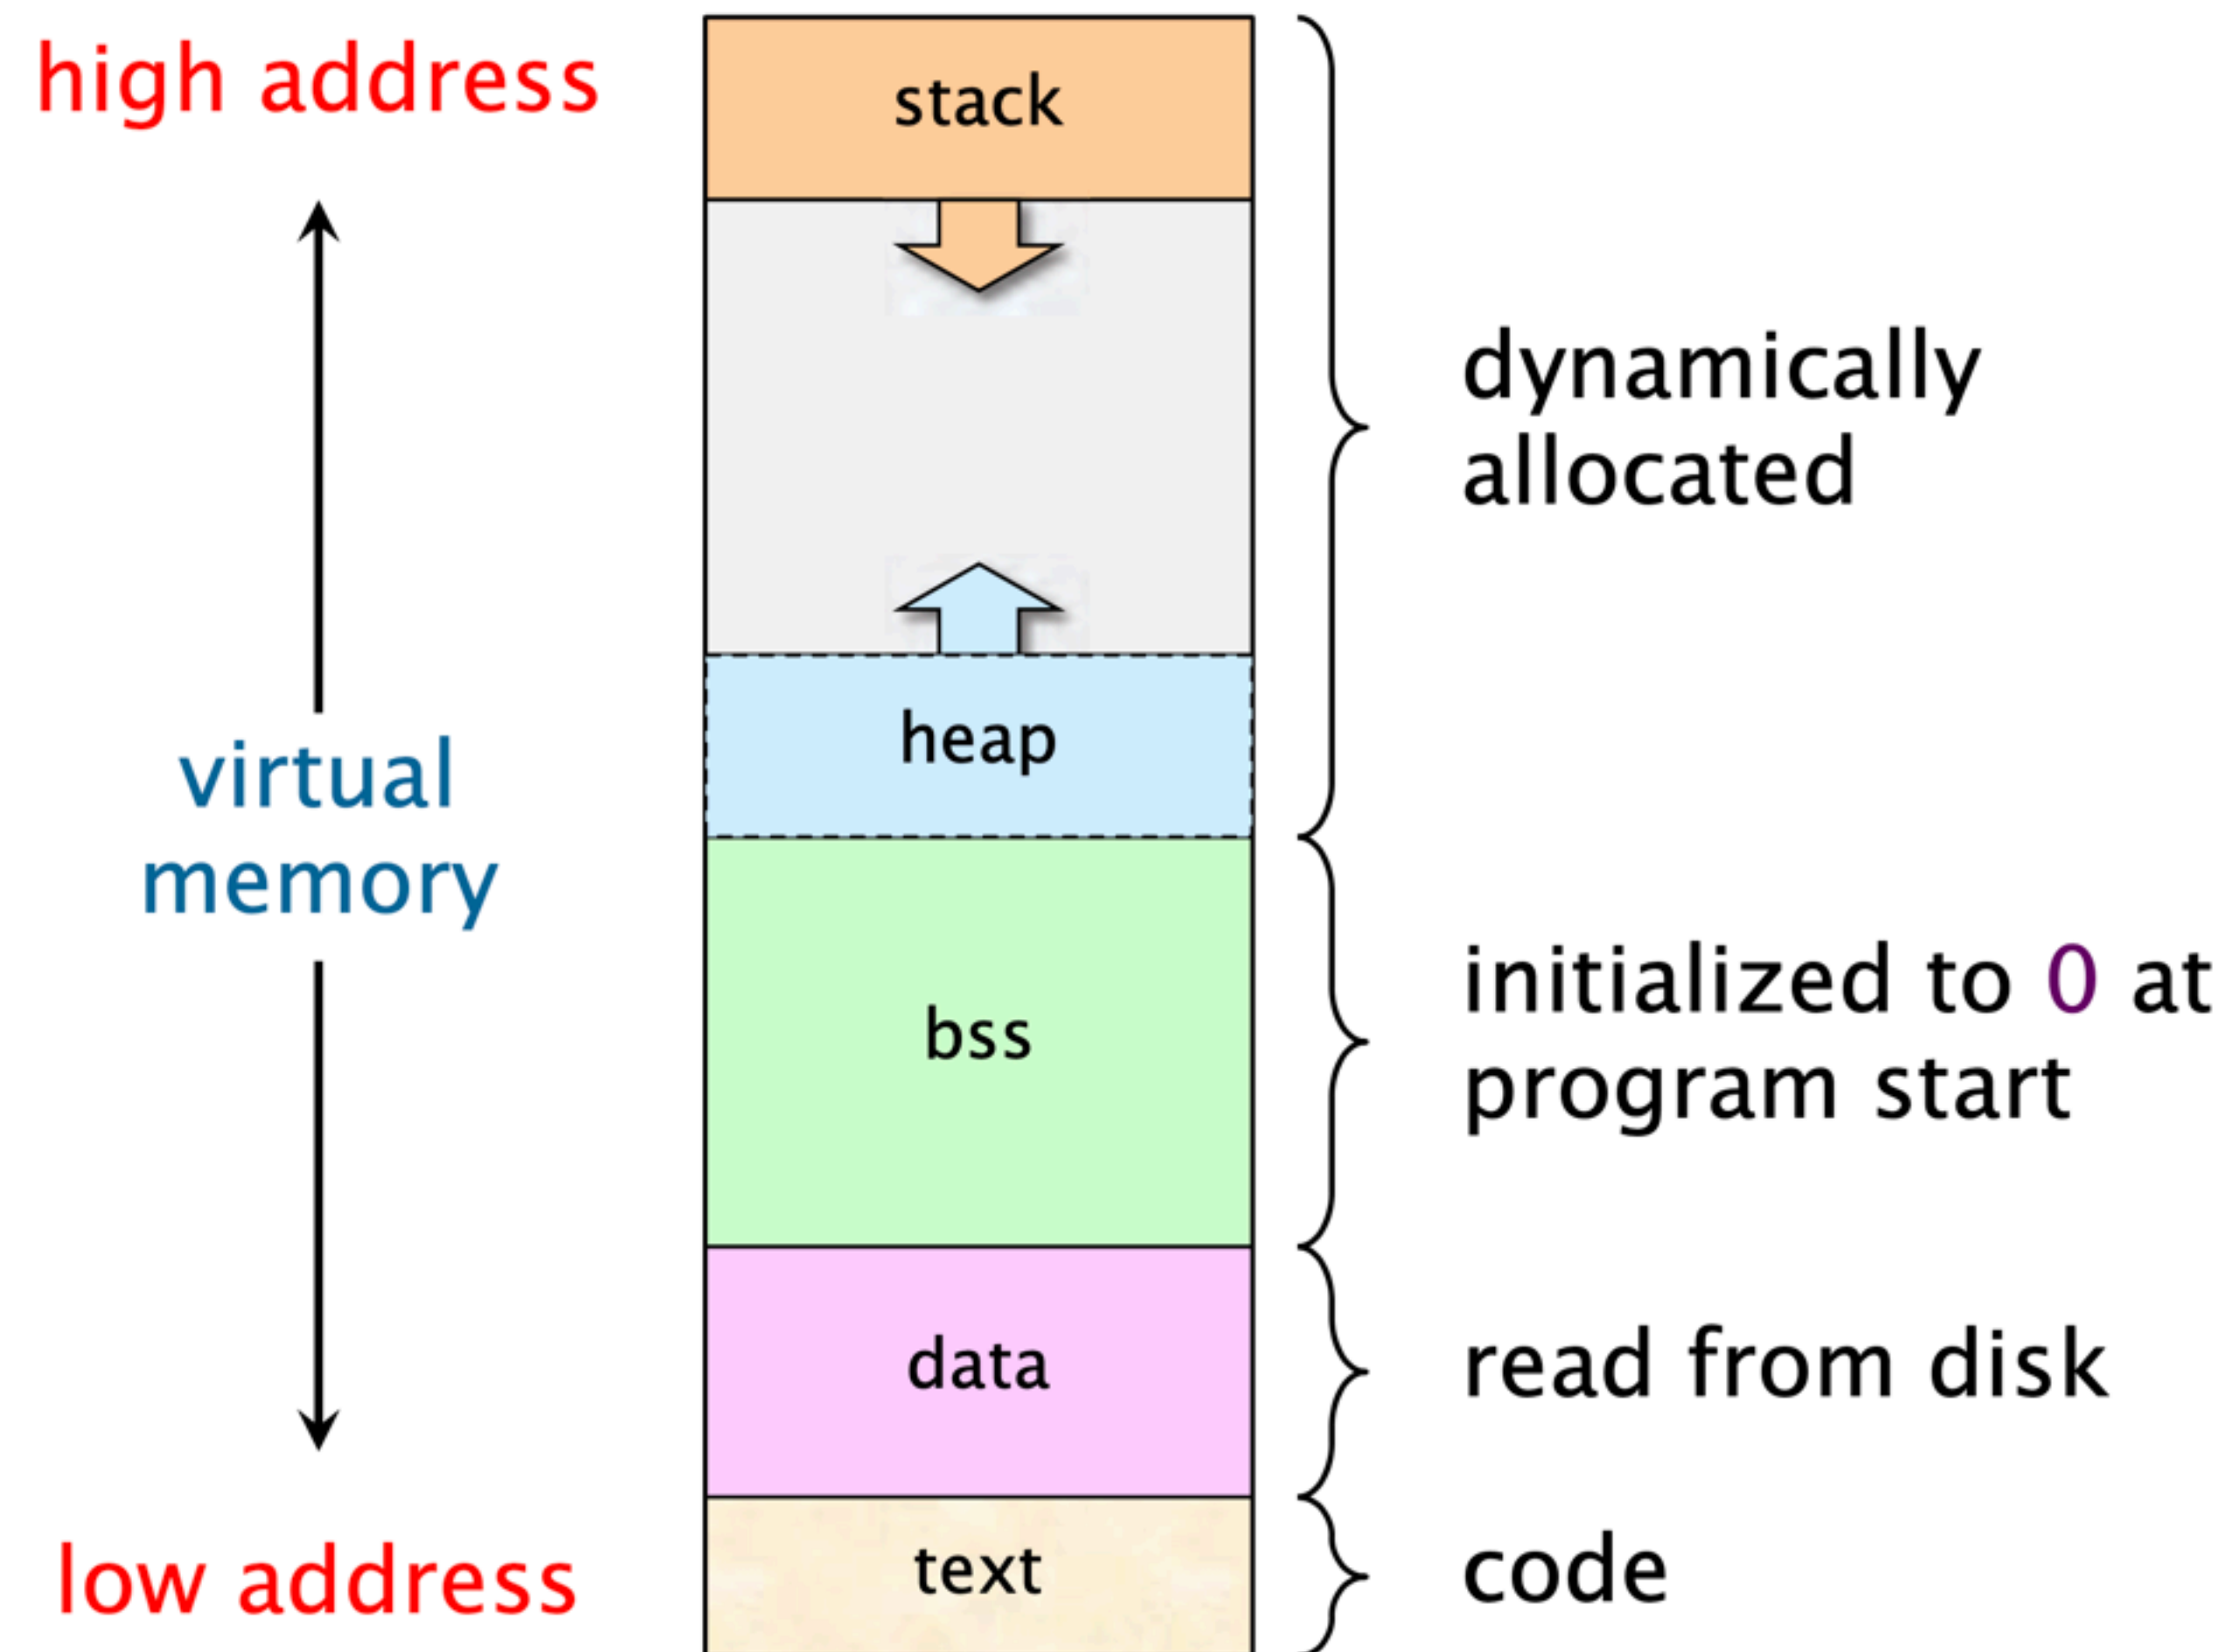 high address
stack
dynamically
allocated
heap
virtual
memory
bss
initialized to 0 at
program start
data
read from disk
low address
text
code